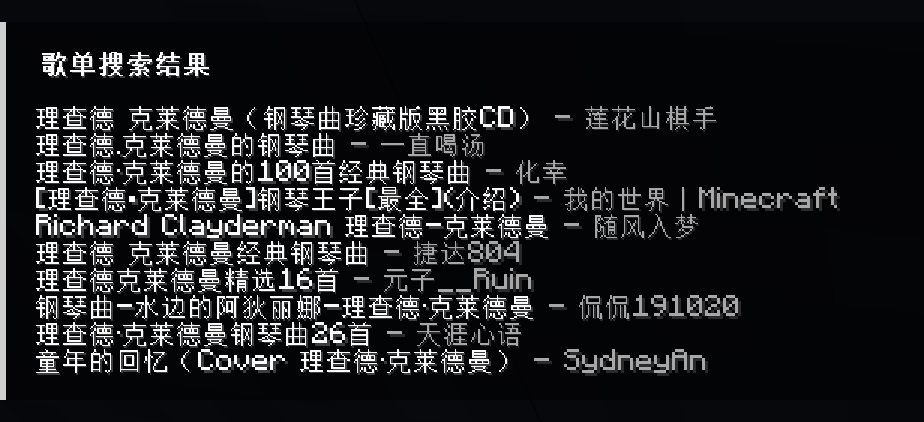 歌单搜索结果
理查德 克莱德曼（钢琴曲珍藏版黑胶CD） - 莲花山棋手
理查德.克莱德曼的钢琴曲 - 一直喝汤
理查德·克莱德曼的100首经典钢琴曲 - 化幸
[理查德•克莱德曼]钢琴王子[最全](介绍) - 我的世界|Minecraft
Richard Clayderman 理查德-克莱德曼 - 随风入梦
理查德 克莱德曼经典钢琴曲 - 捷达804
理查德克莱德曼精选16首 - 元子__Ruin
钢琴曲-水边的阿狄丽娜-理查德·克莱德曼 - 侃侃191020
理查德·克莱德曼钢琴曲26首 - 天涯心语
童年的回忆（Cover 理查德·克莱德曼） - SydneyAn